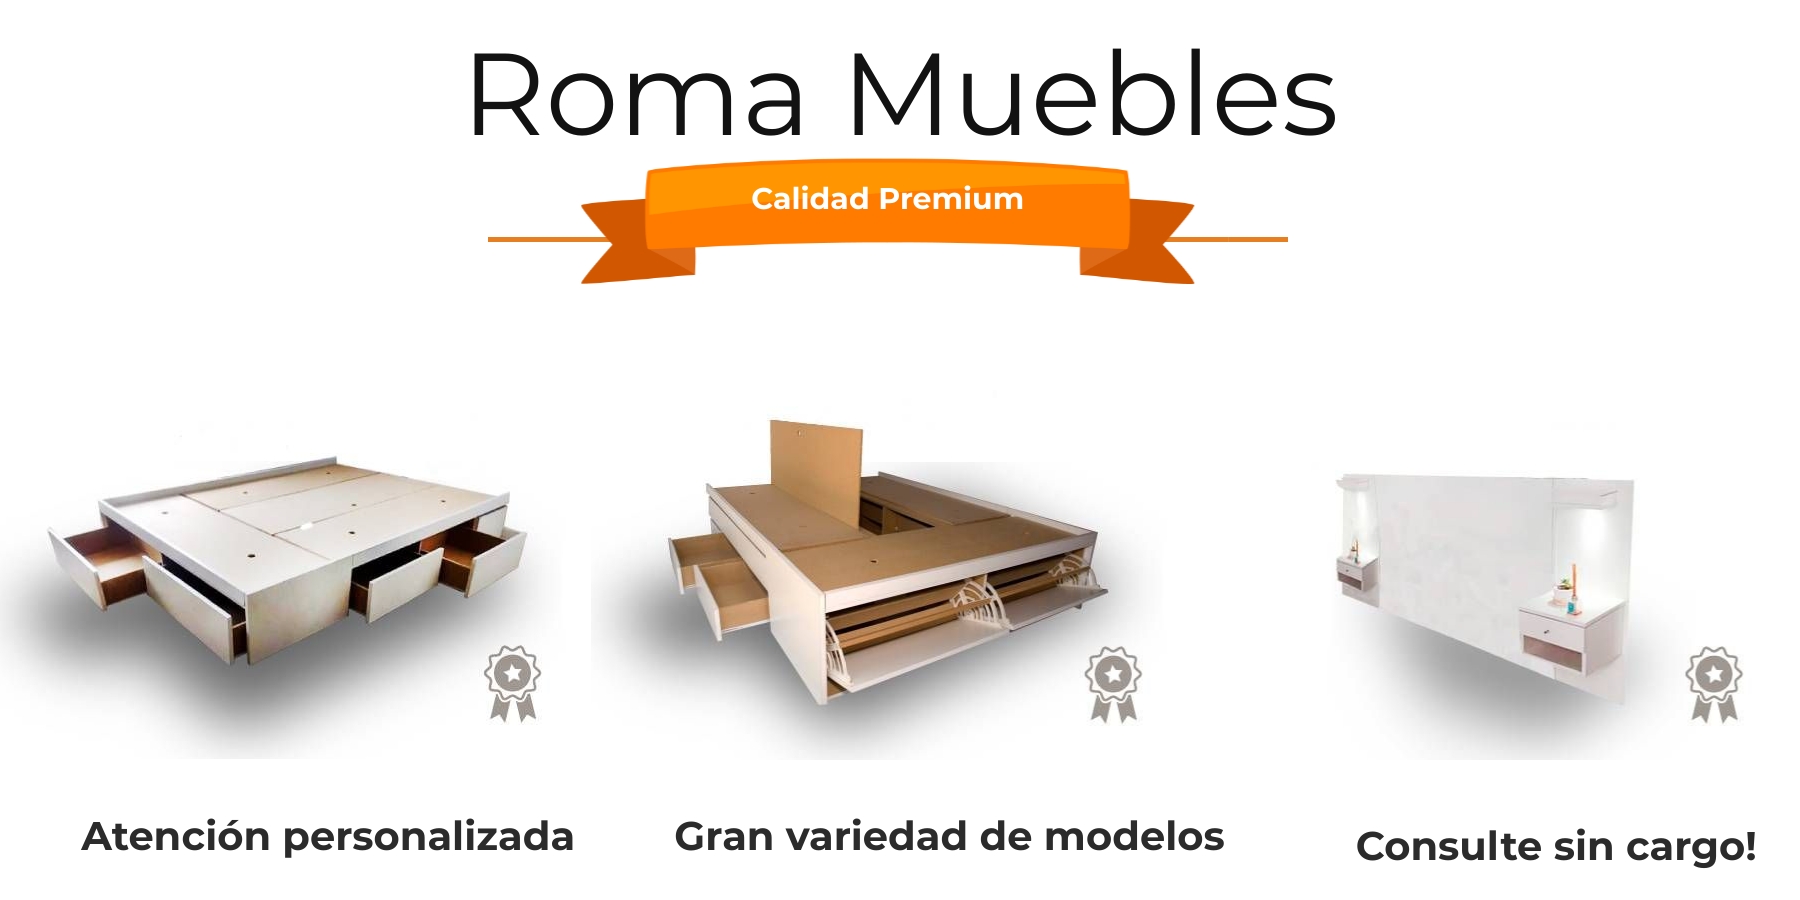 Roma Muebles
Calidad Premium
Atención personalizada
Gran variedad de modelos
Consulte sin cargo!